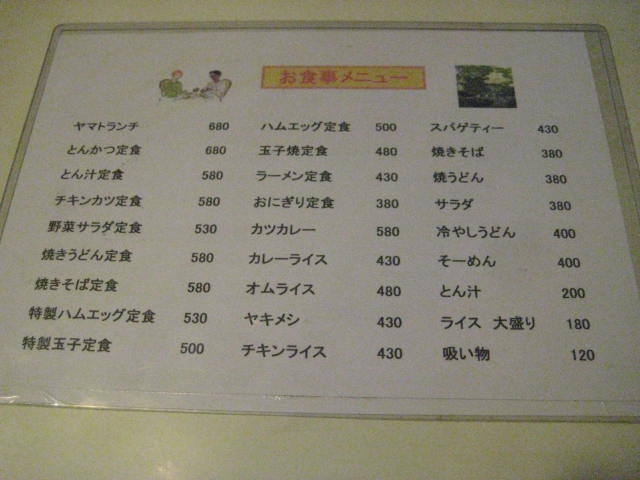 お食事メニュー
ヤマトランチ 680
とんかつ定食 680
とん汁定食 580
チキンカツ定食 580
野菜サラダ定食 530
焼きうどん定食 580
焼きそば定食 580
特製ハムエッグ定食 530
特製玉子定食 500
ハムエッグ定食 500
玉子焼定食 480
ラーメン定食 430
おにぎり定食 380
カツカレー 580
カレーライス 430
オムライス 480
ヤキメシ 430
チキンライス 430
スパゲティー 430
焼きそば 380
焼うどん 380
サラダ 380
冷やしうどん 400
そーめん 400
とん汁 200
ライス 大盛り 180
吸い物 120